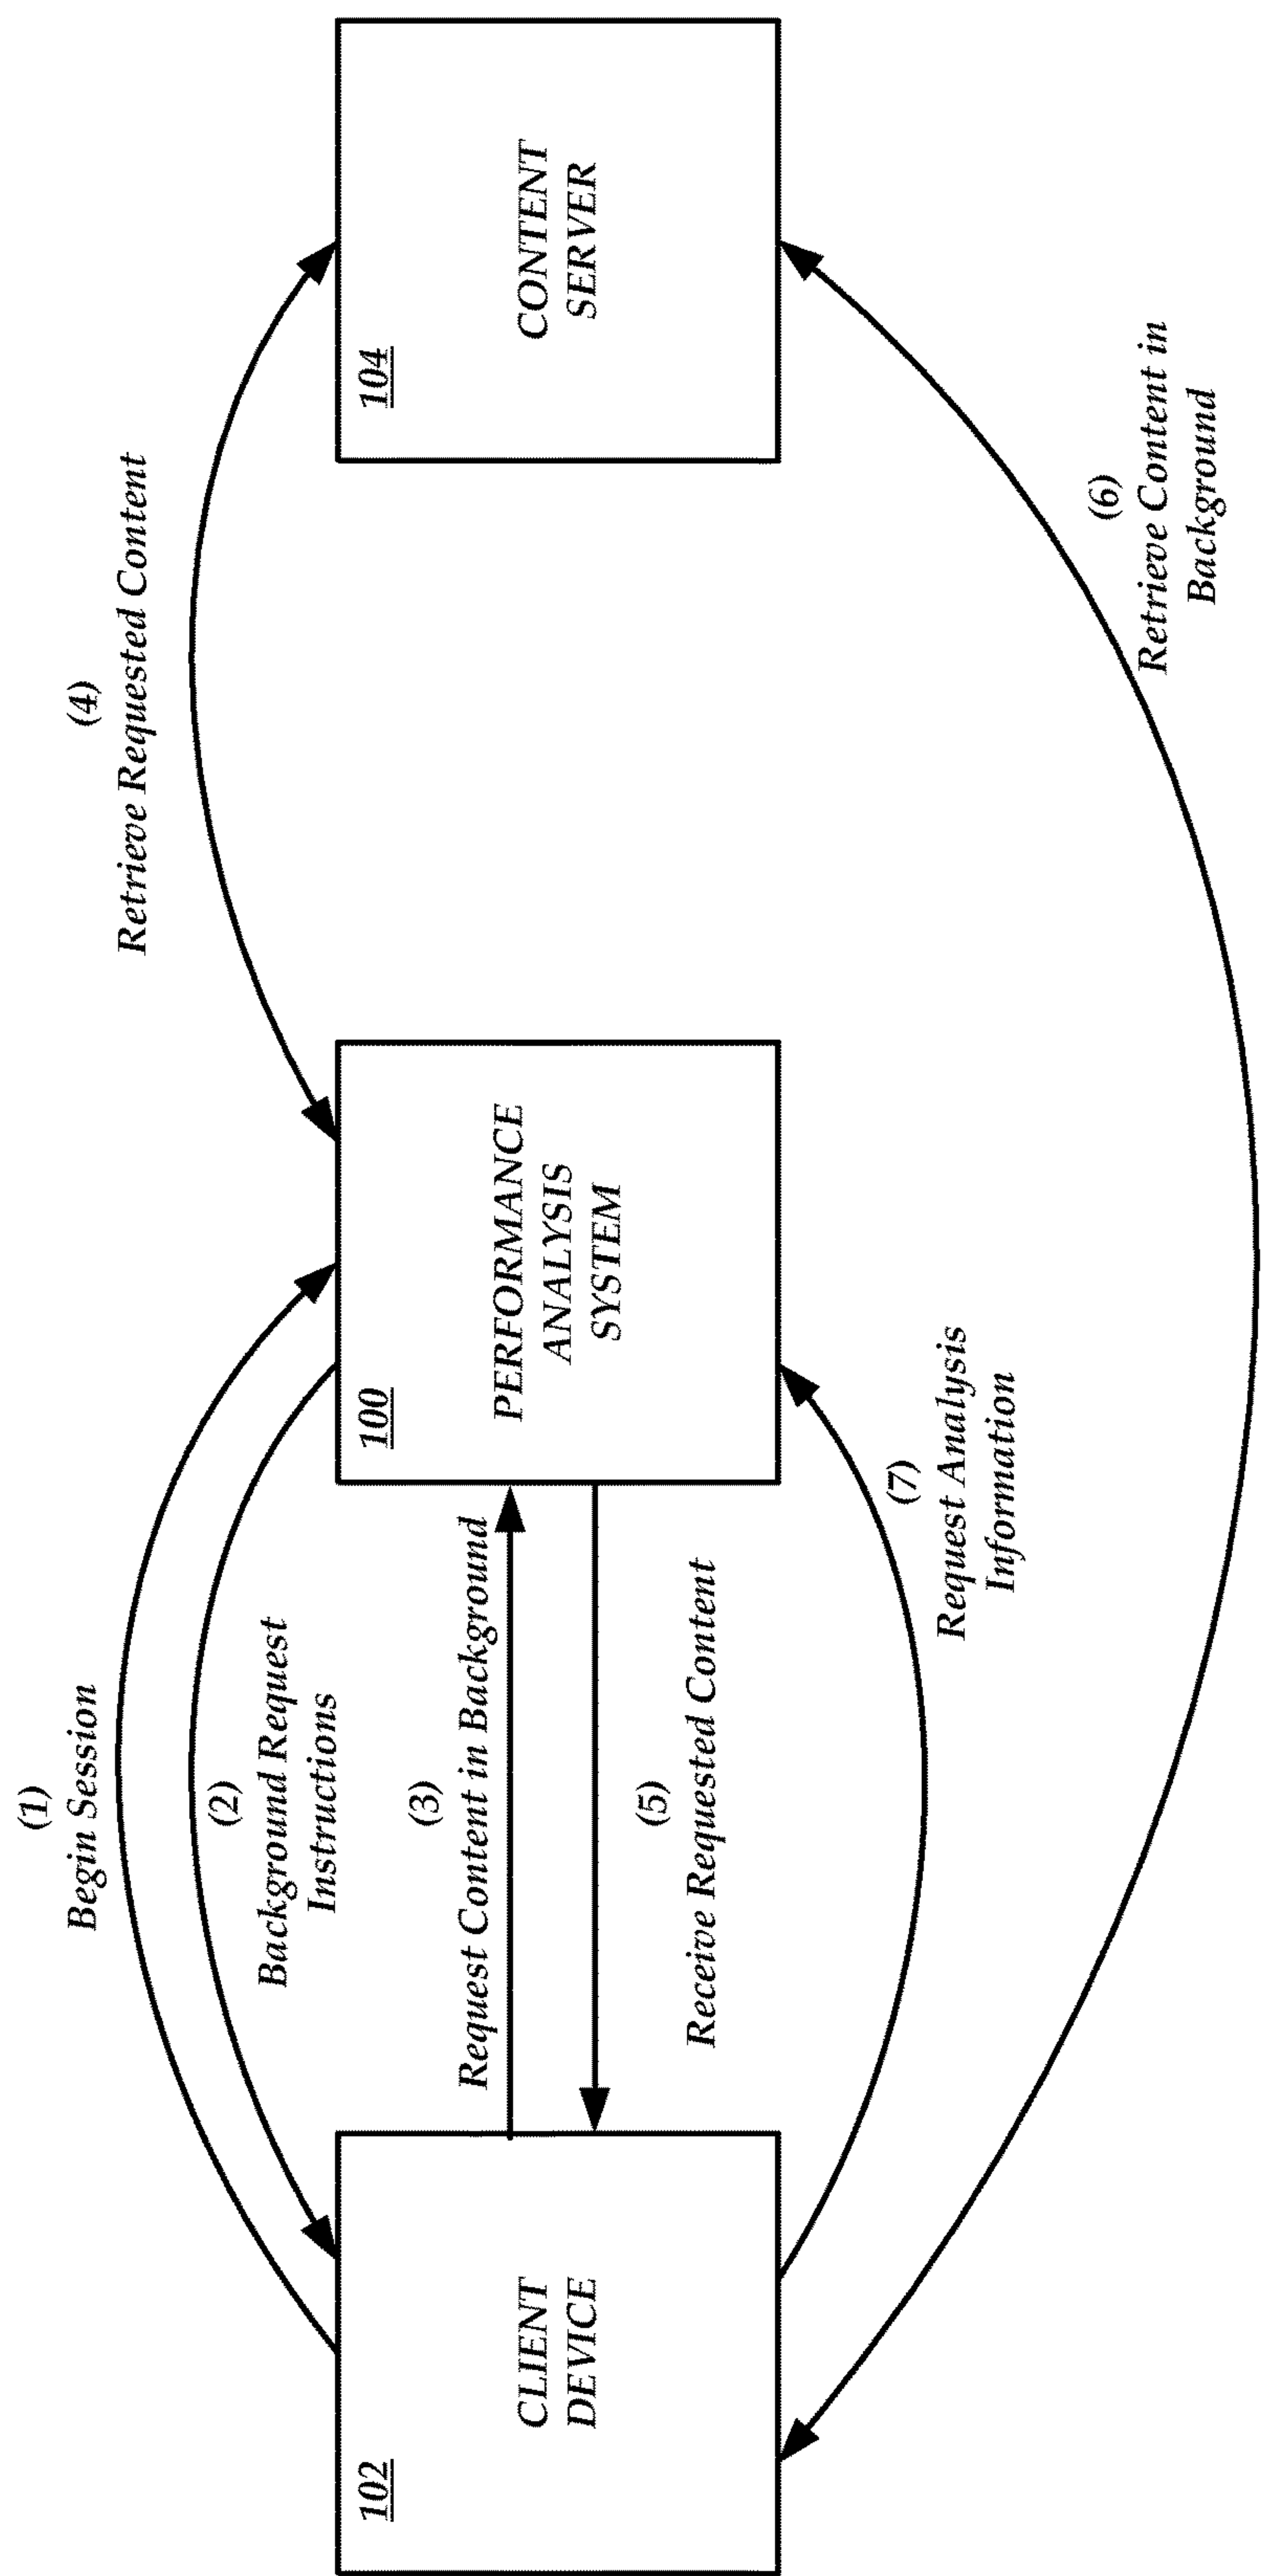 (1)
Begin Session
(2)
Background Request
Instructions
(3)
Request Content in Background
(4)
Retrieve Requested Content
102
CLIENT
DEVICE
100
PERFORMANCE
ANALYSIS
SYSTEM
104
CONTENT
SERVER
(5)
Receive Requested Content
(6)
Retrieve Content in
Background
(7)
Request Analysis
Information